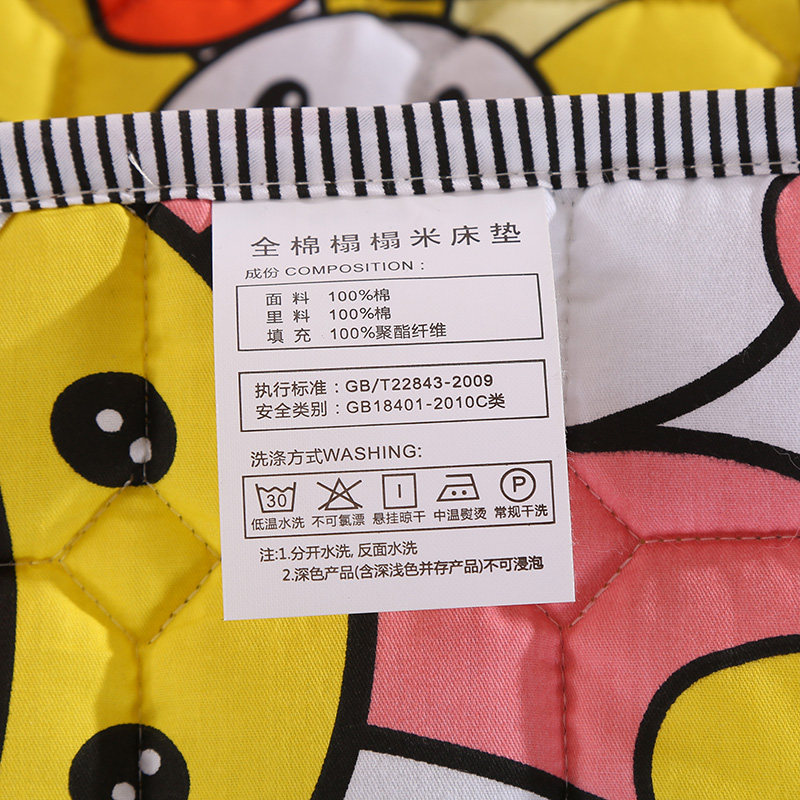 全棉榻榻米床垫
成份 COMPOSITION:
面 料 100%棉
里 料 100%棉
填 充 100%聚酯纤维
执行标准：GB/T22843-2009
安全类别：GB18401-2010C类
洗涤方式WASHING:
30 P
低温水洗 不可氯漂 悬挂晾干 中温熨烫 常规干洗
注:1.分开水洗, 反面水洗
2.深色产品(含深浅色并存产品)不可浸泡